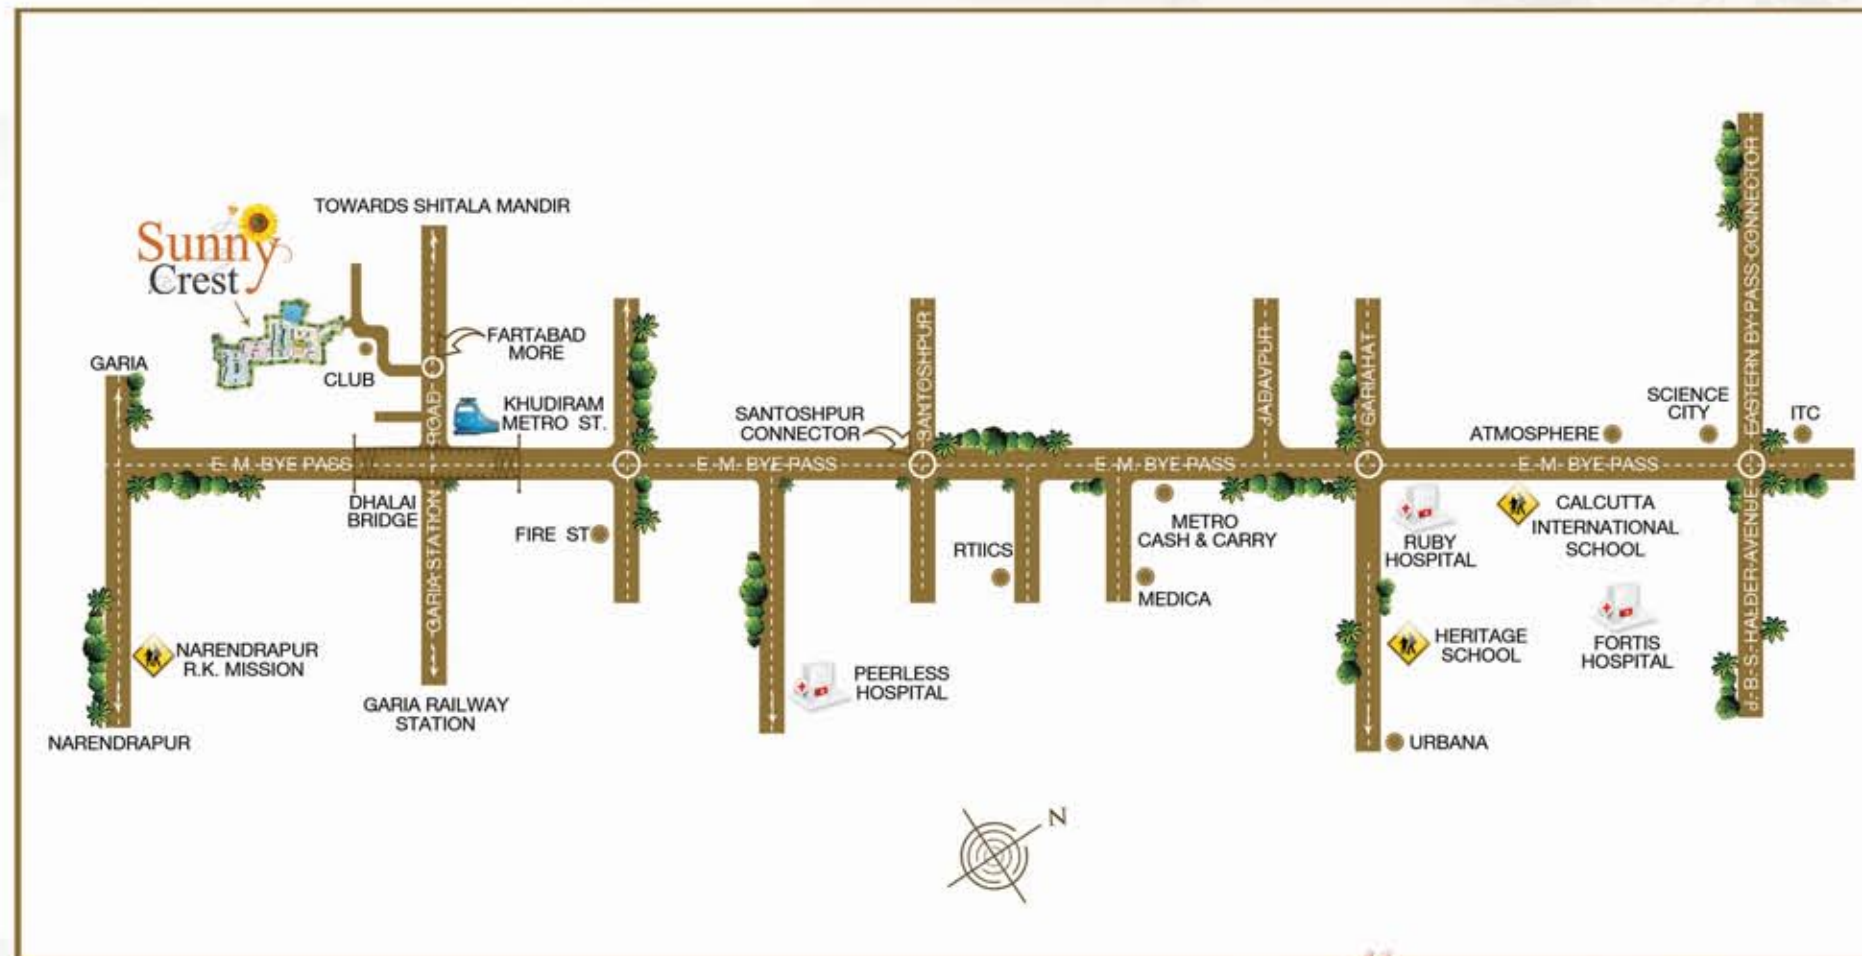 TOWARDS SHITALA MANDIR
Sunny
Crest
GARIA
CLUB
FARTABAD
MORE
KHUDIRAM
METRO ST.
GARIA STATION ROAD
E. M. BYE PASS
DHALAI
BRIDGE
FIRE ST
NARENDRAPUR
R.K. MISSION
NARENDRAPUR
GARIA RAILWAY
STATION
E. M. BYE PASS
SANTOSHPUR
CONNECTOR
SANTOSHPUR
PEERLESS
HOSPITAL
RTIICS
E. M. BYE PASS
METRO
CASH & CARRY
MEDICA
JADAVPUR
GARIAHAT
RUBY
HOSPITAL
HERITAGE
SCHOOL
URBANA
ATMOSPHERE
SCIENCE
CITY
ITC
E. M. BYE PASS
CALCUTTA
INTERNATIONAL
SCHOOL
FORTIS
HOSPITAL
EASTERN BY PASS CONNECTOR
J. B. S. HALDER AVENUE
N